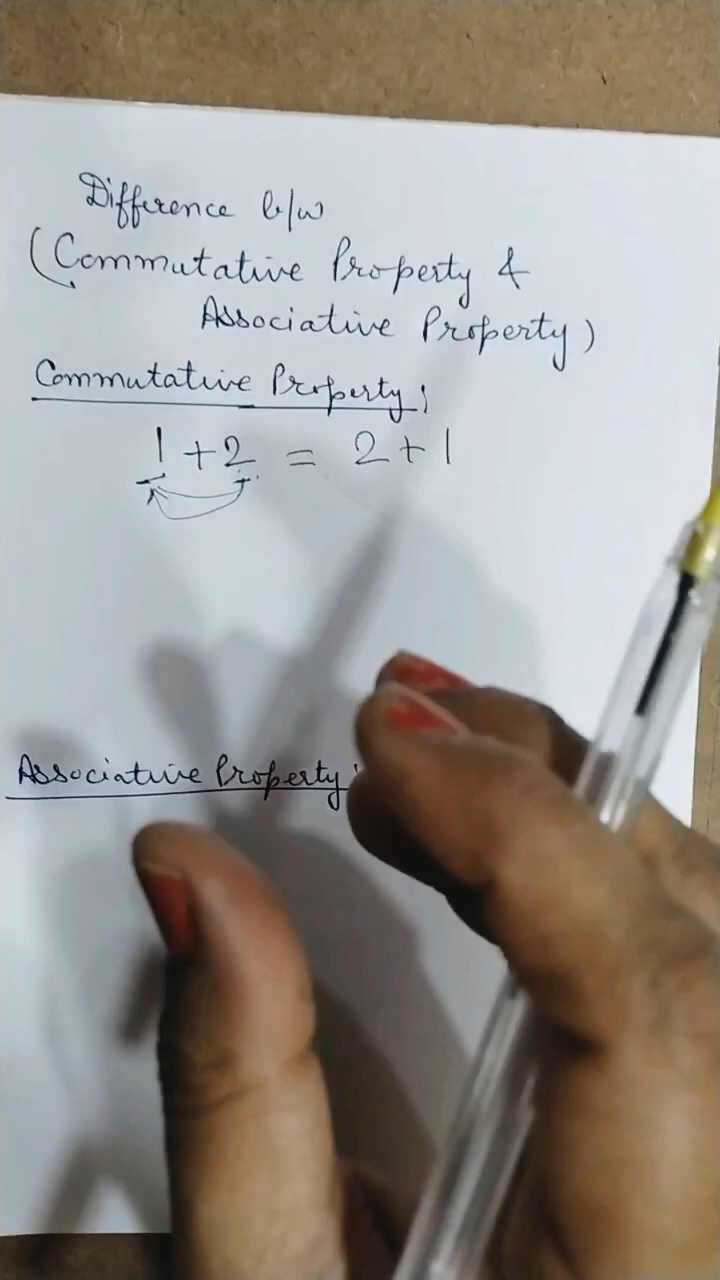 Difference b/w
(Commutative Property &
Associative Property)
Commutative Property:
1 + 2 = 2 + 1
Associative Property: